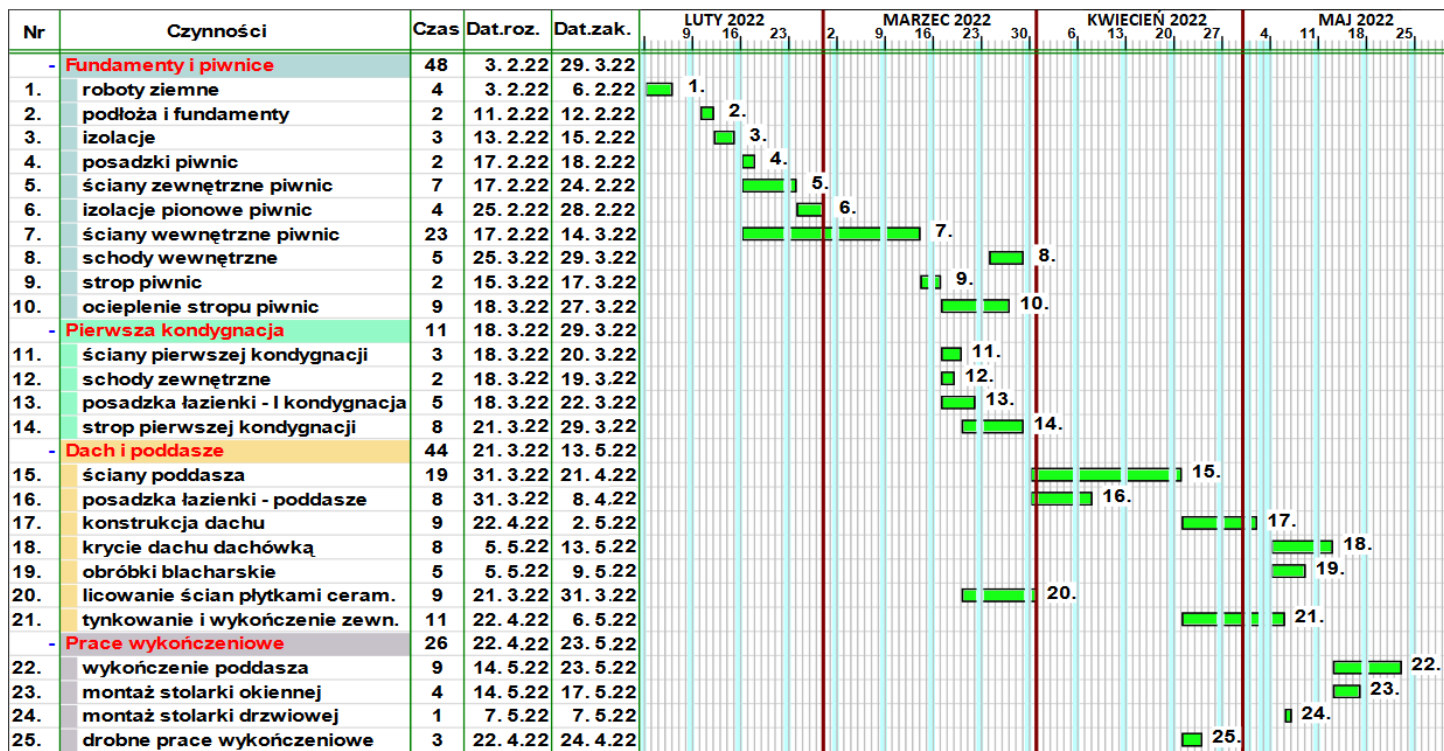 Nr Czynności Czas Dat.roz. Dat.zak. LUTY 2022 MARZEC 2022 KWIECIEŃ 2022 MAJ 2022
9 16 23 2 9 16 23 30 6 13 20 27 4 11 18 25
- Fundamenty i piwnice 48 3. 2.22 29. 3.22
1. roboty ziemne 4 3. 2.22 6. 2.22 1.
2. podłoża i fundamenty 2 11. 2.22 12. 2.22 2.
3. izolacje 3 13. 2.22 15. 2.22 3.
4. posadzki piwnic 2 17. 2.22 18. 2.22 4.
5. ściany zewnętrzne piwnic 7 17. 2.22 24. 2.22 5.
6. izolacje pionowe piwnic 4 25. 2.22 28. 2.22 6.
7. ściany wewnętrzne piwnic 23 17. 2.22 14. 3.22 7.
8. schody wewnętrzne 5 25. 3.22 29. 3.22 8.
9. strop piwnic 2 15. 3.22 17. 3.22 9.
10. ocieplenie stropu piwnic 9 18. 3.22 27. 3.22 10.
- Pierwsza kondygnacja 11 18. 3.22 29. 3.22
11. ściany pierwszej kondygnacji 3 18. 3.22 20. 3.22 11.
12. schody zewnętrzne 2 18. 3.22 19. 3.22 12.
13. posadzka łazienki - I kondygnacja 5 18. 3.22 22. 3.22 13.
14. strop pierwszej kondygnacji 8 21. 3.22 29. 3.22 14.
- Dach i poddasze 44 21. 3.22 13. 5.22
15. ściany poddasza 19 31. 3.22 21. 4.22 15.
16. posadzka łazienki - poddasze 8 31. 3.22 8. 4.22 16.
17. konstrukcja dachu 9 22. 4.22 2. 5.22 17.
18. krycie dachu dachówką 8 5. 5.22 13. 5.22 18.
19. obróbki blacharskie 5 5. 5.22 9. 5.22 19.
20. licowanie ścian płytkami ceram. 9 21. 3.22 31. 3.22 20.
21. tynkowanie i wykończenie zewn. 11 22. 4.22 6. 5.22 21.
- Prace wykończeniowe 26 22. 4.22 23. 5.22
22. wykończenie poddasza 9 14. 5.22 23. 5.22 22.
23. montaż stolarki okiennej 4 14. 5.22 17. 5.22 23.
24. montaż stolarki drzwiowej 1 7. 5.22 7. 5.22 24.
25. drobne prace wykończeniowe 3 22. 4.22 24. 4.22 25.